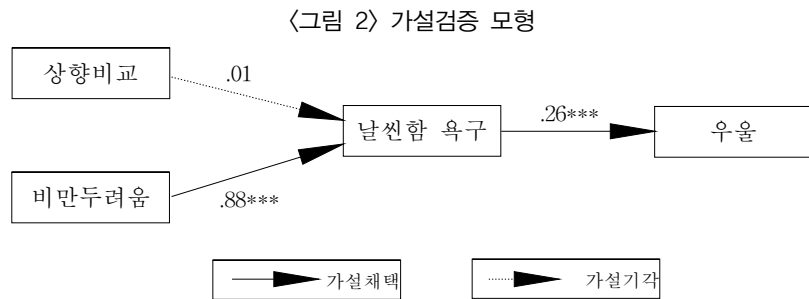 〈그림 2〉 가설검증 모형
상향비교
.01
날씬함 욕구
.26***
우울
비만두려움
.88***
가설채택
가설기각